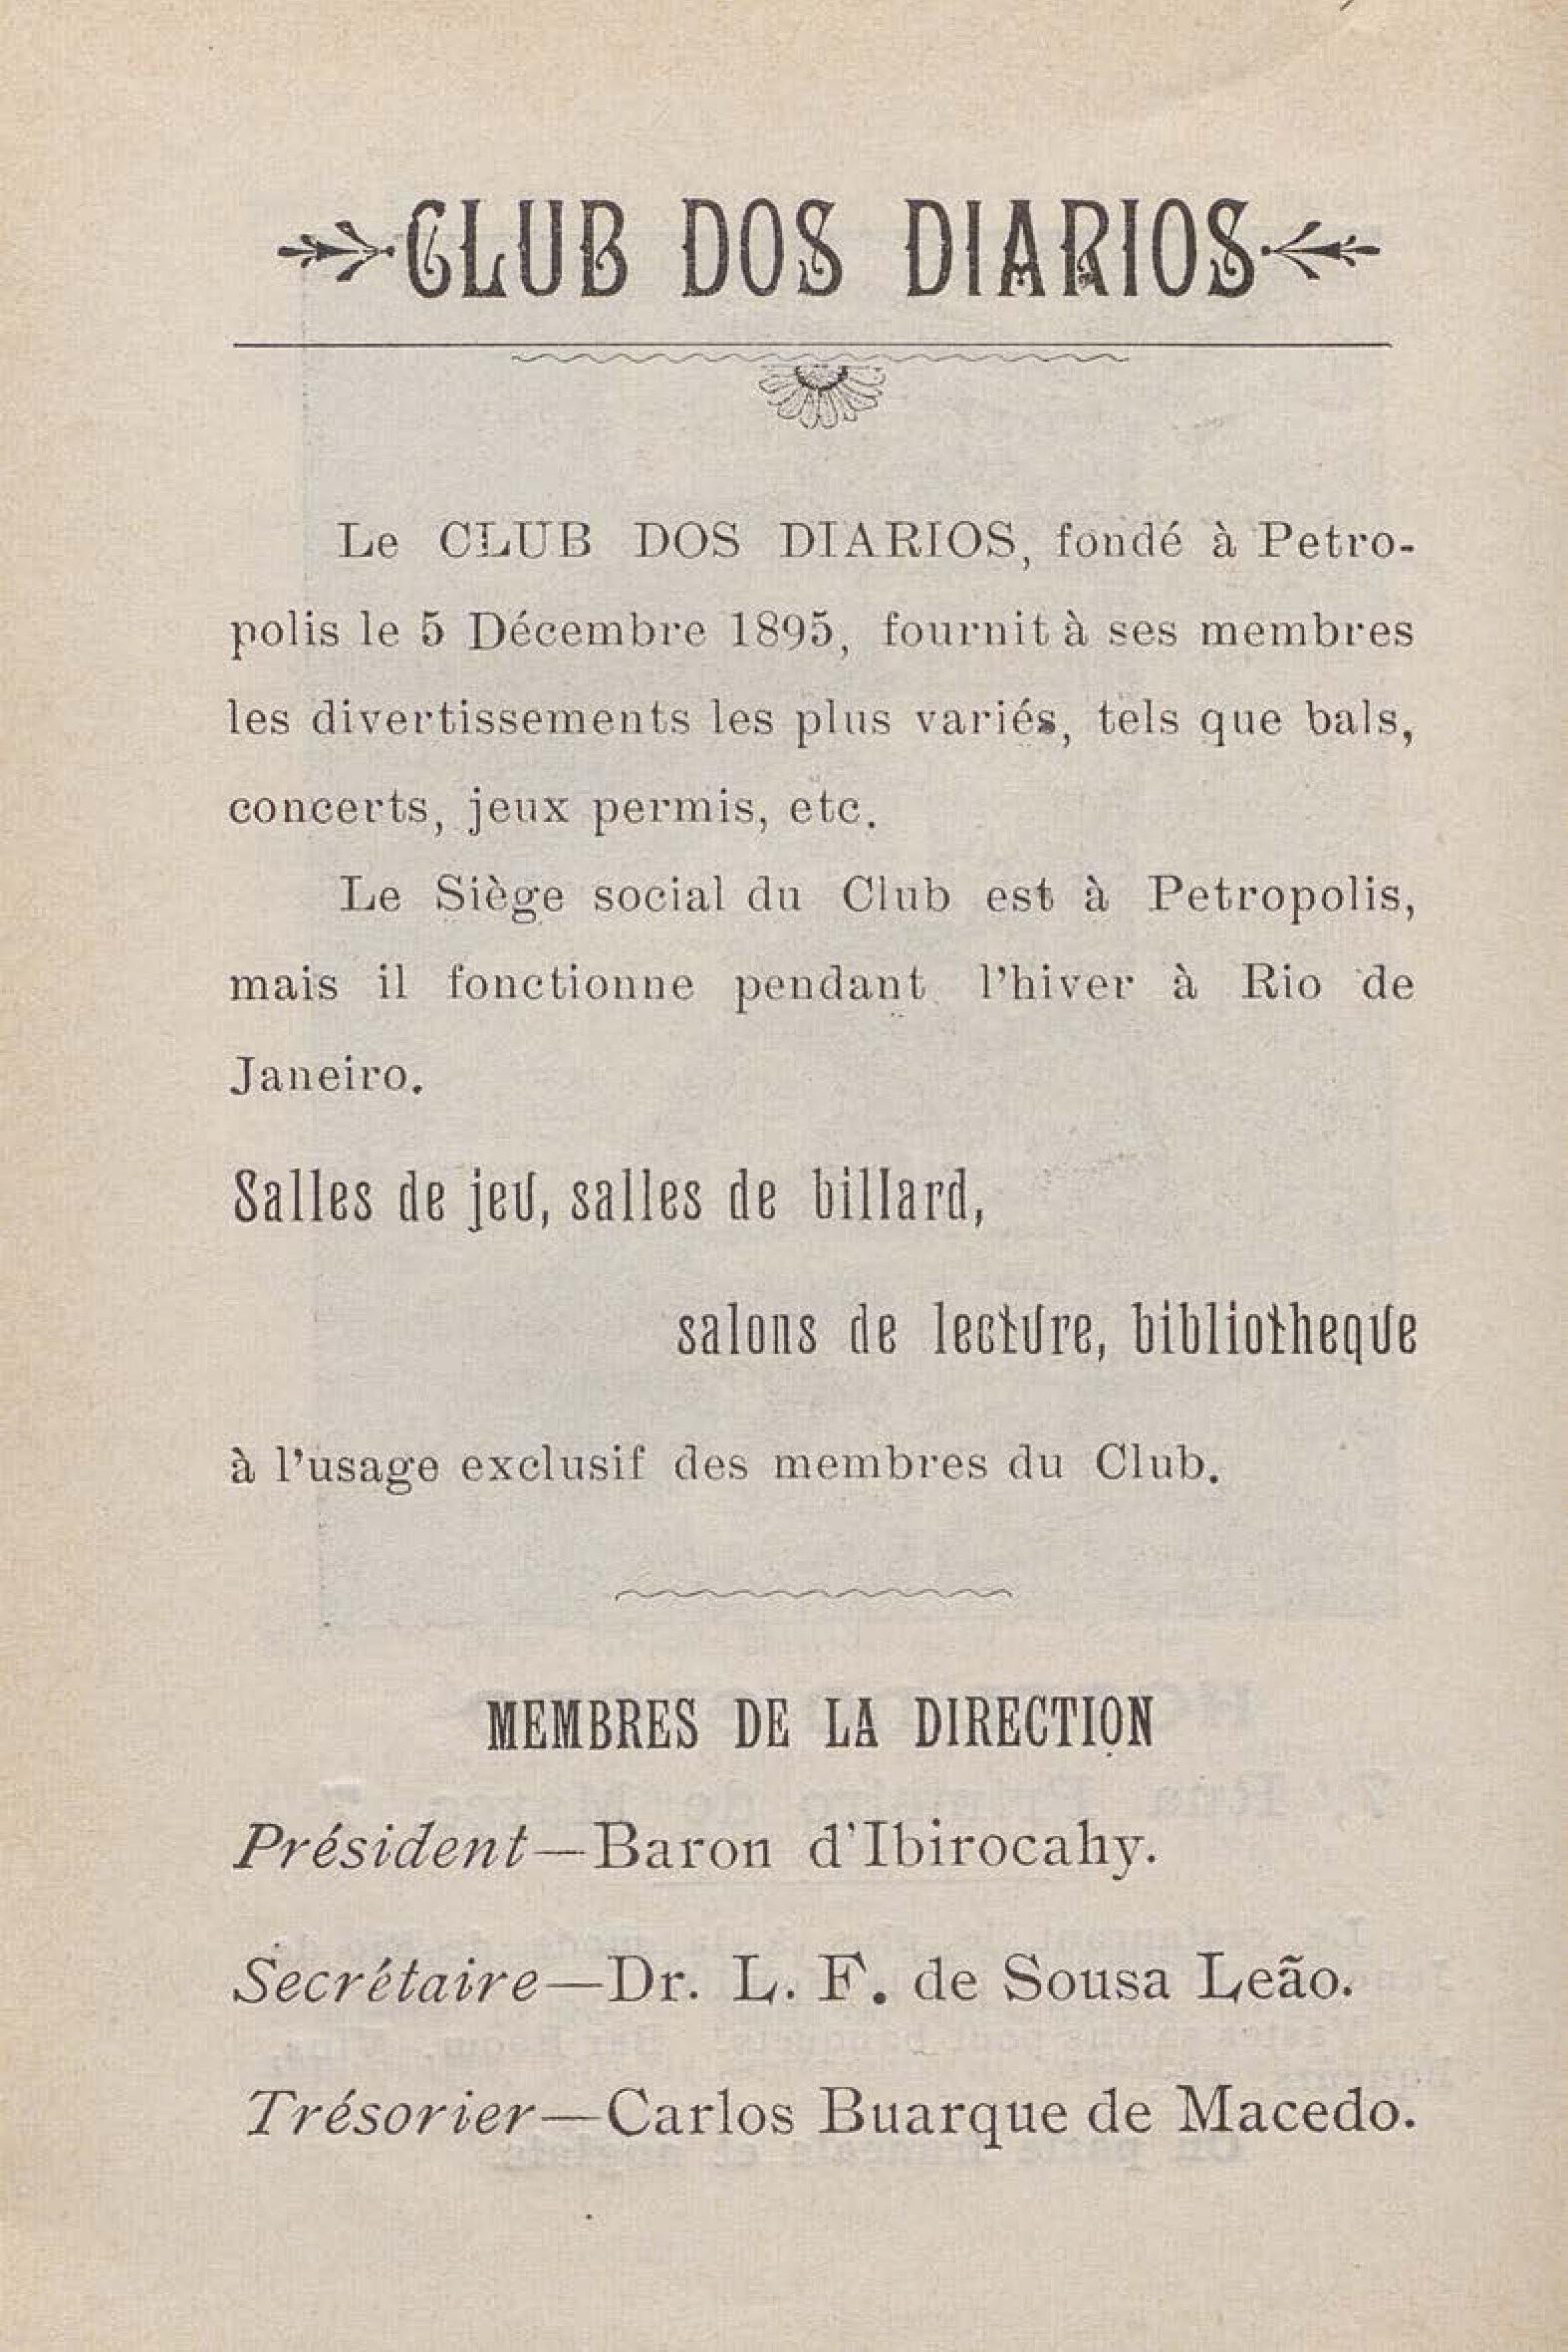 CLUB DOS DIARIOS
Le CLUB DOS DIARIOS, fondé à Petro-
polis le 5 Décembre 1895, fournit à ses membres
les divertissements les plus variés, tels que bals,
concerts, jeux permis, etc.
Le Siège social du Club est à Petropolis,
mais il fonctionne pendant l'hiver à Rio de
Janeiro.
Salles de jeu, salles de billard,
salons de lecture, bibliotheque
à l'usage exclusif des membres du Club.
MEMBRES DE LA DIRECTION
Président—Baron d'Ibirocahy.
Secrétaire—Dr. L. F. de Sousa Leão.
Trésorier—Carlos Buarque de Macedo.